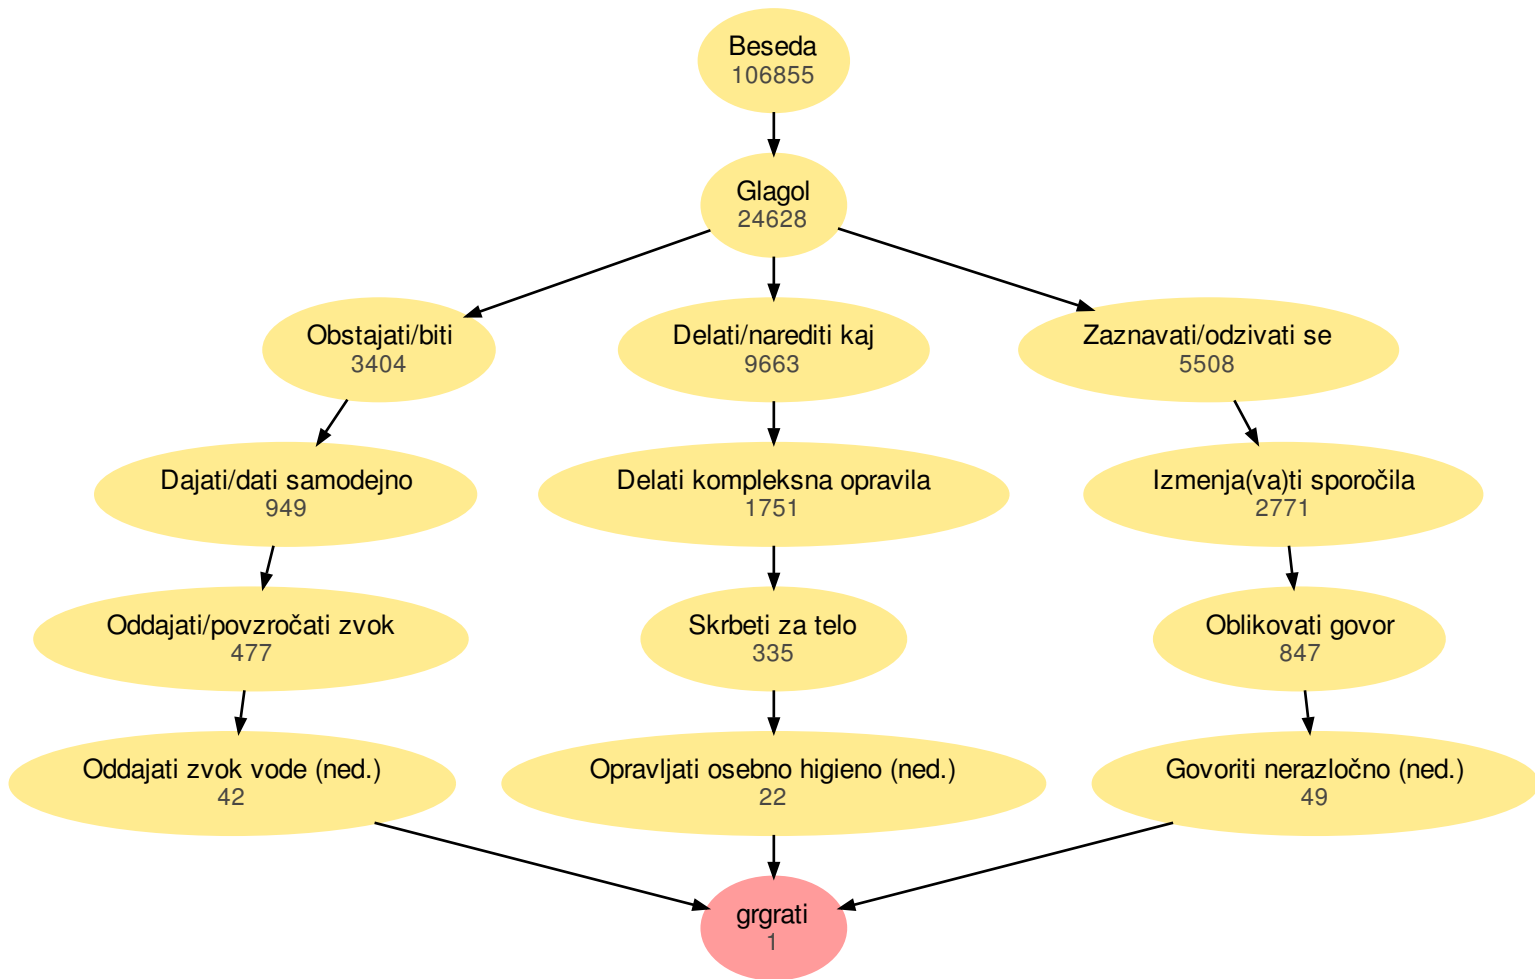 Beseda
106855
Glagol
24628
Obstajati/biti
3404
Delati/narediti kaj
9663
Zaznavati/odzivati se
5508
Dajati/dati samodejno
949
Delati kompleksna opravila
1751
Izmenja(va)ti sporočila
2771
Oddajati/povzročati zvok
477
Skrbeti za telo
335
Oblikovati govor
847
Oddajati zvok vode (ned.)
42
Opravljati osebno higieno (ned.)
22
Govoriti nerazločno (ned.)
49
grgrati
1